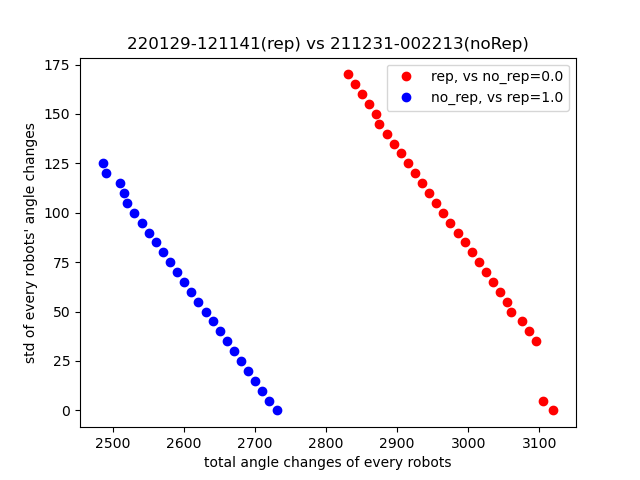 220129-121141(rep) vs 211231-002213(noRep)
rep, vs no_rep=0.0
no_rep, vs rep=1.0
std of every robots' angle changes
175
150
125
100
75
50
25
0
2500 2600 2700 2800 2900 3000 3100
total angle changes of every robots